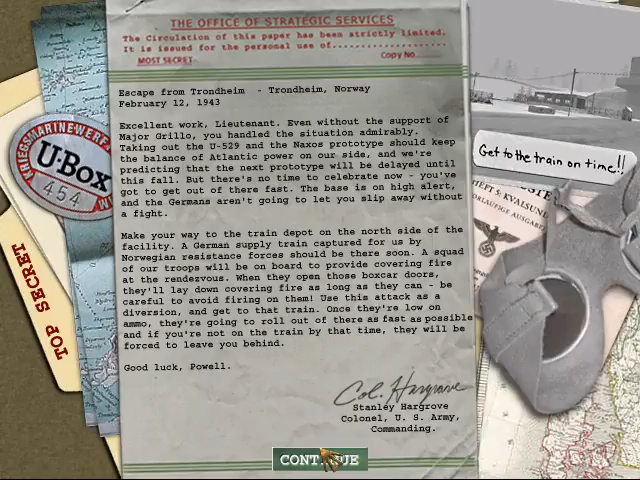 THE OFFICE OF STRATEGIC SERVICES
The Circulation of this paper has been strictly limited.
It is issued for the personal use of.....................
MOST SECRET
Copy No.......
Escape from Trondheim - Trondheim, Norway
February 12, 1943
Excellent work, Lieutenant. Even without the support of
Major Grillo, you handled the situation admirably.
Taking out the U-529 and the Naxos prototype should keep
the balance of Atlantic power on our side, and we're
predicting that the next prototype will be delayed until
this fall. But there's no time to celebrate now - you've
got to get out of there fast. The base is on high alert,
and the Germans aren't going to let you slip away without
a fight.
Make your way to the train depot on the north side of the
facility. A German supply train captured for us by
Norwegian resistance forces should be there soon. A squad
of our troops will be on board to provide covering fire
at the rendezvous. When they open those boxcar doors,
they'll lay down covering fire as long as they can - be
careful to avoid firing on them! Use this attack as a
diversion, and get to that train. Once they're low on
ammo, they're going to roll out of there as fast as possible
and if you're not on the train by that time, they will be
forced to leave you behind.
Good luck, Powell.
Col. Hargrove
Stanley Hargrove
Colonel, U. S. Army,
Commanding.
CONTINUE
KRIEGSMARINEWERF
U-Box
454
TOP SECRET
Get to the train on time!!
HEFT 5, KVALSUND